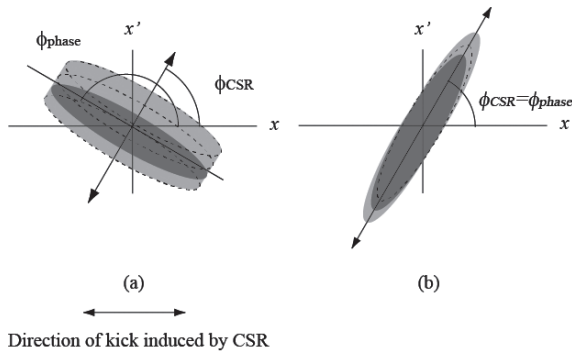 x’ x’
ϕphase
ϕCSR ϕCSR=ϕphase
x x
(a) (b)
Direction of kick induced by CSR